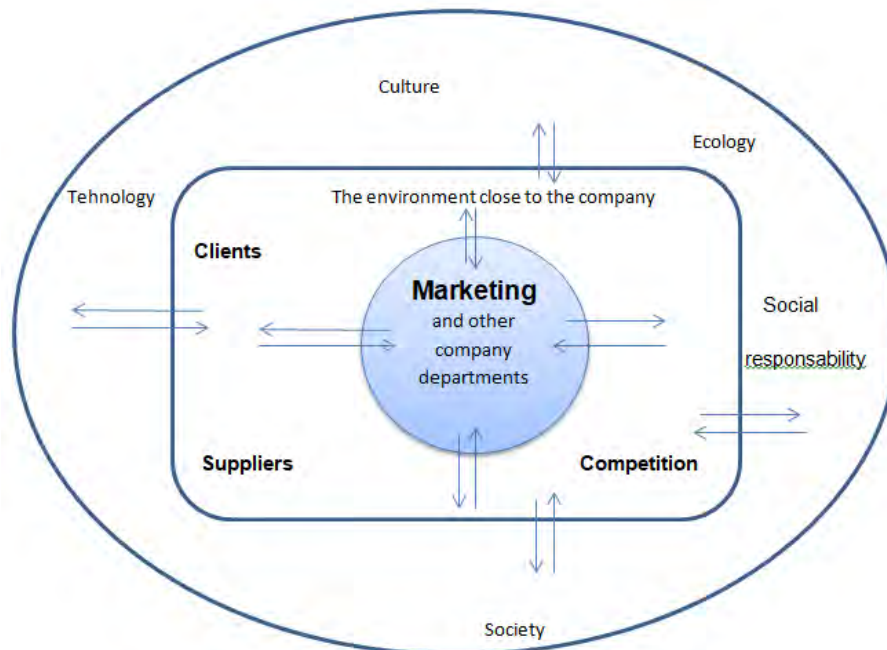 Culture
Ecology
Tehnology
The environment close to the company
Clients
Marketing
and other
company
departments
Social
responsability
Suppliers
Competition
Society